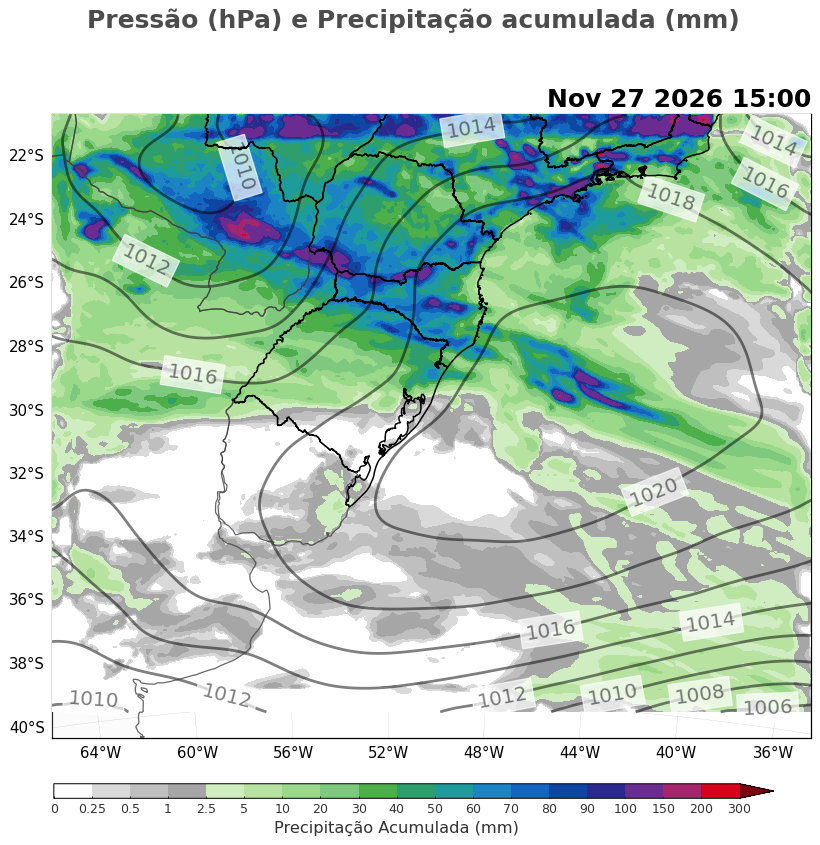 Pressão (hPa) e Precipitação acumulada (mm)
Nov 27 2026 15:00
1014
1014
1010
22°S
1016
1018
24°S
1012
26°S
28°S
1016
30°S
32°S
1020
34°S
36°S
1014
1016
38°S
1010
1012
1012
1010
1008
1006
40°S
64°W 60°W 56°W 52°W 48°W 44°W 40°W 36°W
0 0.25 0.5 1 2.5 5 10 20 30 40 50 60 70 80 90 100 150 200 300
Precipitação Acumulada (mm)